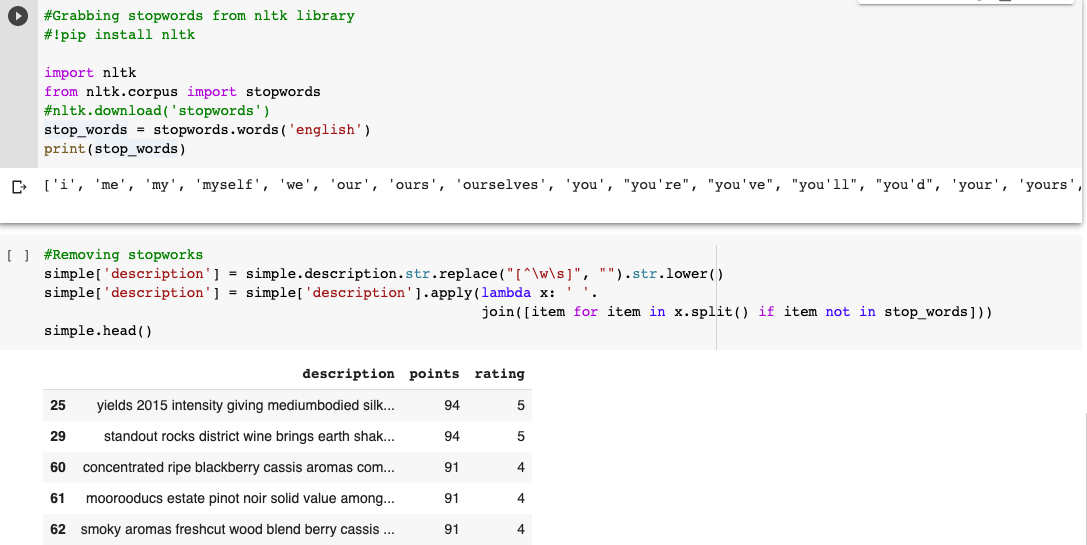 #Grabbing stopwords from nltk library
#!pip install nltk
import nltk
from nltk.corpus import stopwords
#nltk.download('stopwords')
stop_words = stopwords.words('english')
print(stop_words)
['i', 'me', 'my', 'myself', 'we', 'our', 'ours', 'ourselves', 'you', "you're", "you've", "you'll", "you'd", 'your', 'yours',
[ ] #Removing stopworks
simple['description'] = simple.description.str.replace("[^\w\s]", "").str.lower()
simple['description'] = simple['description'].apply(lambda x: ' '.
join([item for item in x.split() if item not in stop_words]))
simple.head()
description points rating
25 yields 2015 intensity giving mediumbodied silk... 94 5
29 standout rocks district wine brings earth shak... 94 5
60 concentrated ripe blackberry cassis aromas com... 91 4
61 moorooducs estate pinot noir solid value among... 91 4
62 smoky aromas freshcut wood blend berry cassis ... 91 4